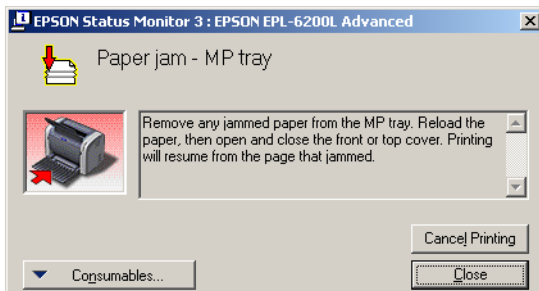 EPSON Status Monitor 3 : EPSON EPL-6200L Advanced
Paper jam - MP tray
Remove any jammed paper from the MP tray. Reload the
paper, then open and close the front or top cover. Printing
will resume from the page that jammed.
Cancel Printing
Consumables...
Close